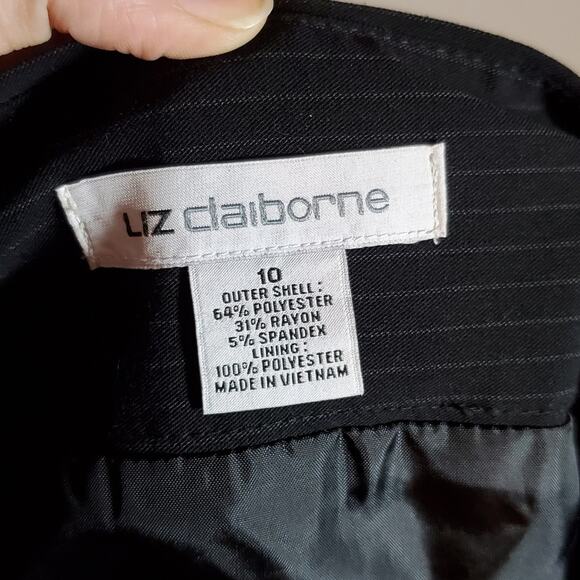 LIZ claiborne
10
OUTER SHELL:
64% POLYESTER
31% RAYON
5% SPANDEX
LINING:
100% POLYESTER
MADE IN VIETNAM